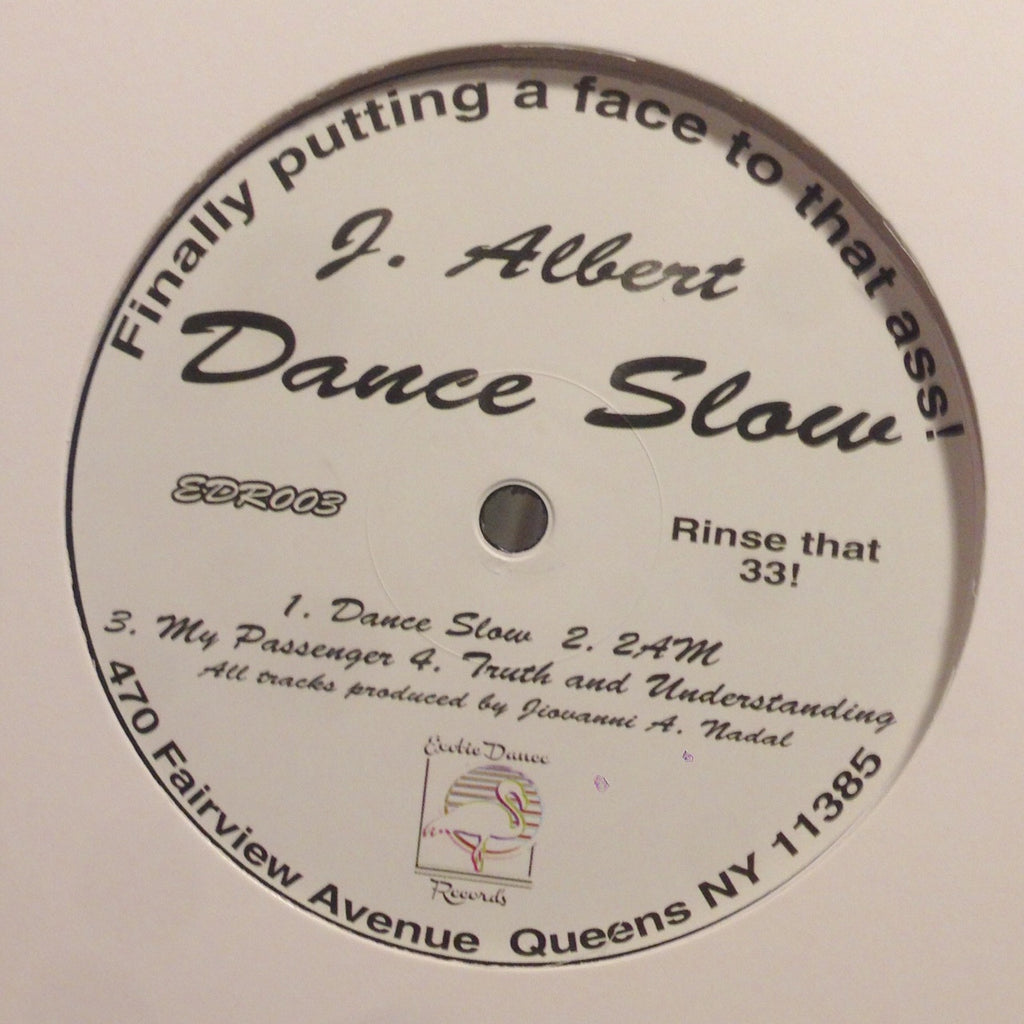 Finally putting a face to that ass!
J. Albert
Dance Slow
EDR003
Rinse that
33!
1. Dance Slow 2. 2AM
3. My Passenger 4. Truth and Understanding
All tracks produced by Jiovanni A. Nadal
Exotic Dance
Records
470 Fairview Avenue Queens NY 11385